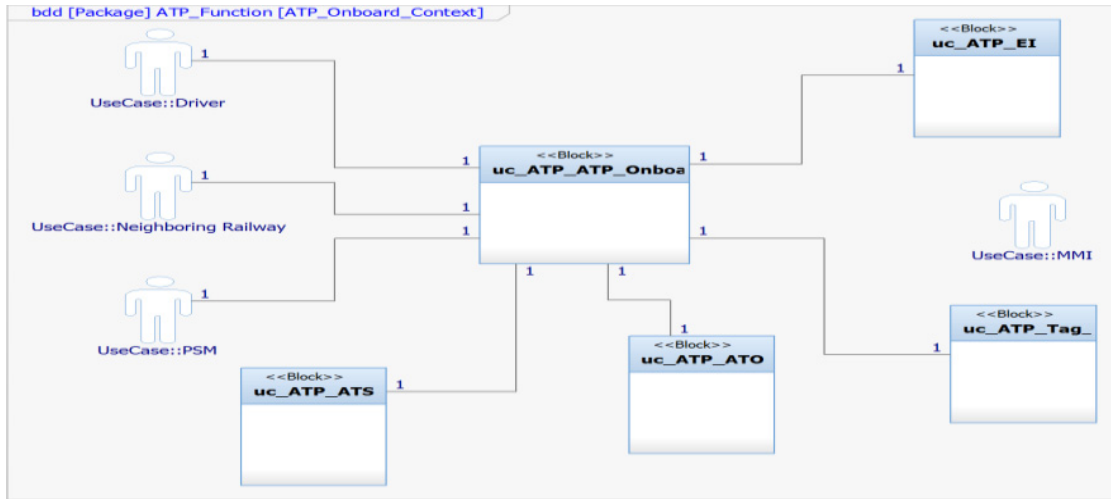 bdd [Package] ATP_Function [ATP_Onboard_Context]
1
UseCase::Driver
1
UseCase::Neighboring Railway
1
UseCase::PSM
<<Block>>
uc_ATP_ATP_Onboa
1
1
1
1
1
1
1
<<Block>>
uc_ATP_EI
1
UseCase::MMI
<<Block>>
uc_ATP_Tag_
1
<<Block>>
uc_ATP_ATO
1
<<Block>>
uc_ATP_ATS
1